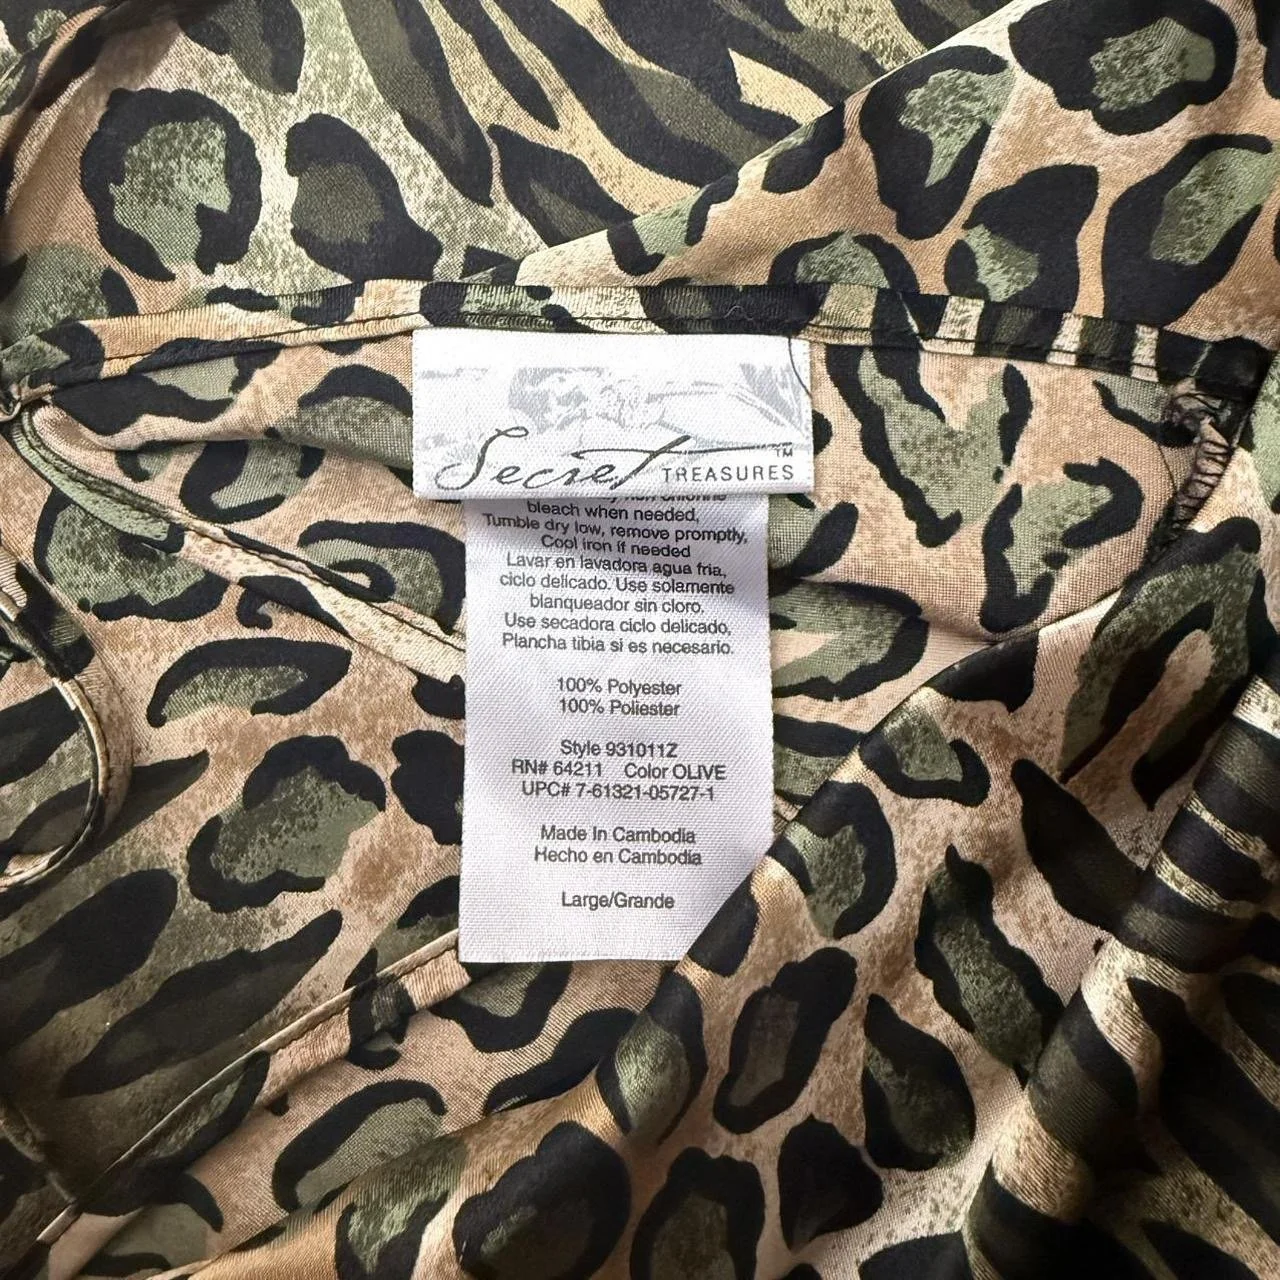 Secret TREASURES™
non chlorine
bleach when needed,
Tumble dry low, remove promptly,
Cool iron if needed
Lavar en lavadora agua fria,
ciclo delicado. Use solamente
blanqueador sin cloro,
Use secadora ciclo delicado,
Plancha tibia si es necesario.
100% Polyester
100% Poliester
Style 931011Z
RN# 64211 Color OLIVE
UPC# 7-61321-05727-1
Made In Cambodia
Hecho en Cambodia
Large/Grande